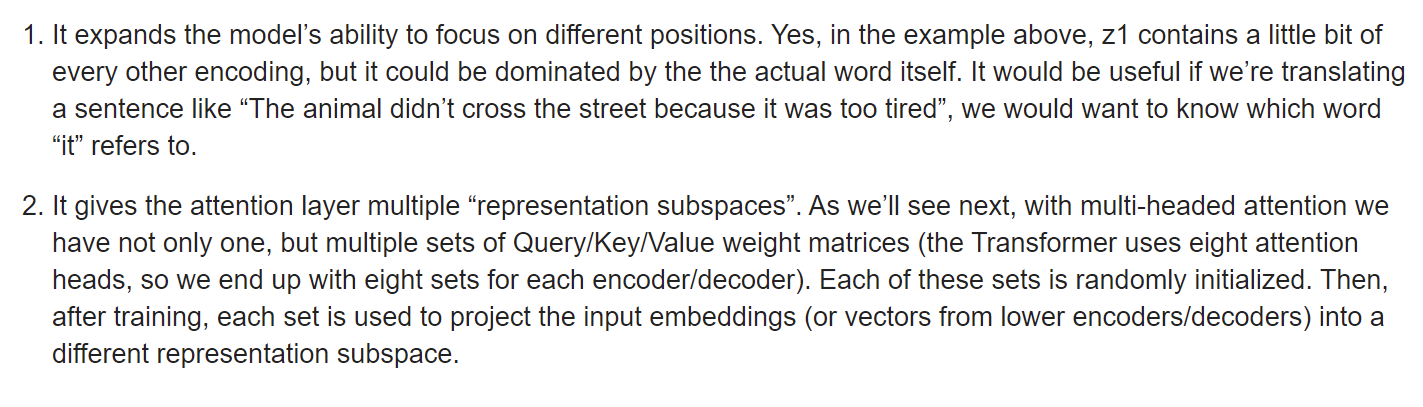 1. It expands the model’s ability to focus on different positions. Yes, in the example above, z1 contains a little bit of
every other encoding, but it could be dominated by the the actual word itself. It would be useful if we’re translating
a sentence like “The animal didn’t cross the street because it was too tired”, we would want to know which word
“it” refers to.
2. It gives the attention layer multiple “representation subspaces”. As we’ll see next, with multi-headed attention we
have not only one, but multiple sets of Query/Key/Value weight matrices (the Transformer uses eight attention
heads, so we end up with eight sets for each encoder/decoder). Each of these sets is randomly initialized. Then,
after training, each set is used to project the input embeddings (or vectors from lower encoders/decoders) into a
different representation subspace.